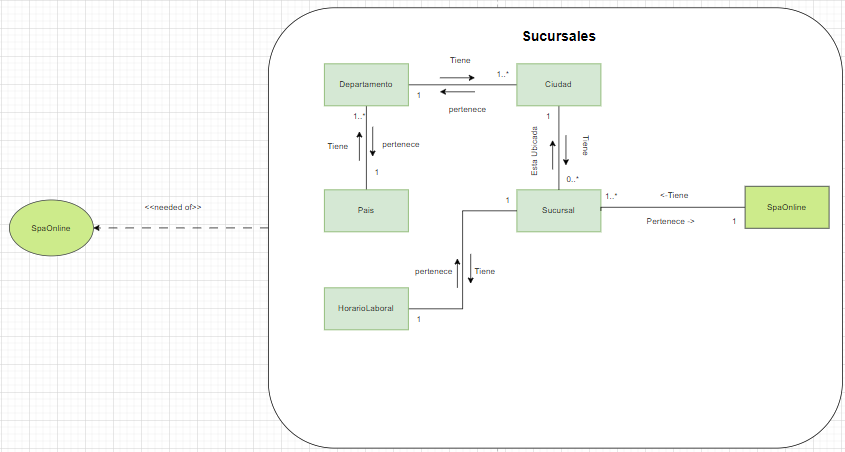 Sucursales
Tiene
Departamento
1..*
Ciudad
1
pertenece
1..*
Tiene
pertenece
1
1
Esta Ubicada
Tiene
0..*
<<needed of>>
SpaOnline
Pais
1
Sucursal
1..*
<-Tiene
Pertenece ->
1
SpaOnline
pertenece
Tiene
HorarioLaboral
1